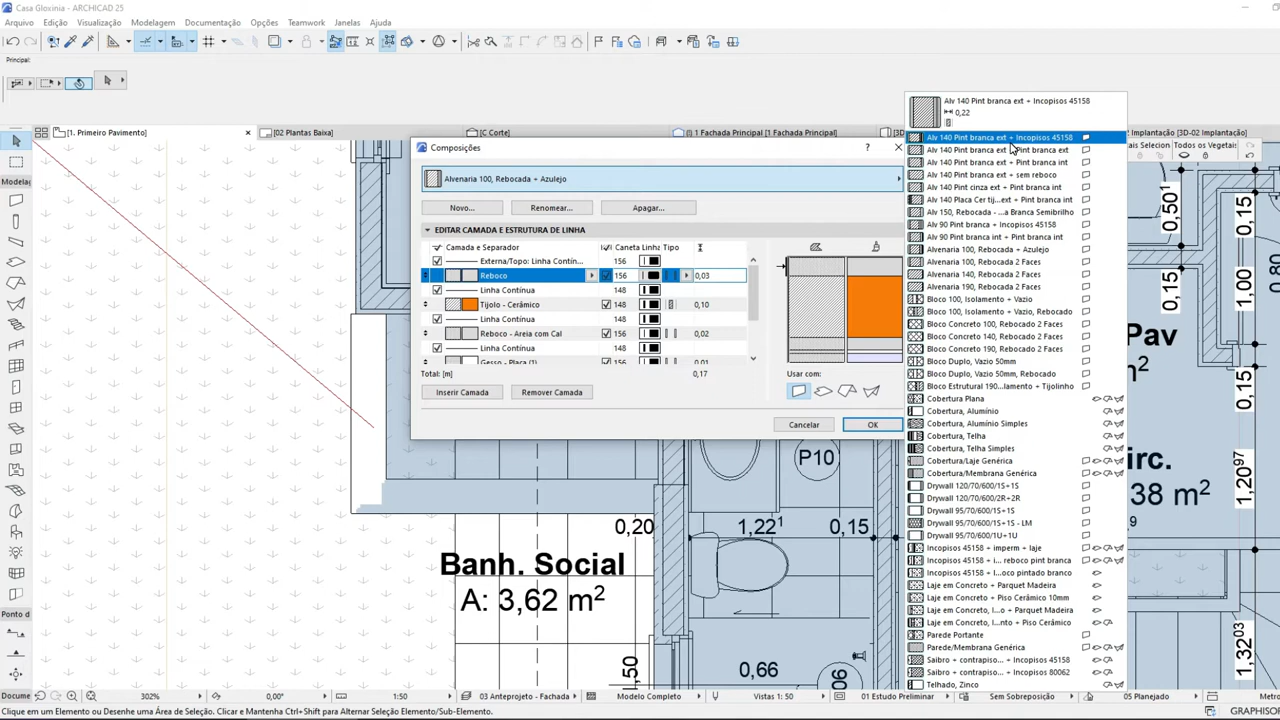 Casa Gloxinia - ARCHICAD 25
Arquivo Edição Visualização Modelagem Documentação Opções Teamwork Janelas Ajuda
Principal:
[1. Primeiro Pavimento]
[02 Plantas Baixa]
[C Corte]
[1 Fachada Principal]
2 Implantação [3D-02 Implantação]
Modela
Composições
?
Alvenaria 100, Rebocada + Azulejo
Novo...
Renomear...
Apagar...
EDITAR CAMADA E ESTRUTURA DE LINHA
Camada e Separador
Caneta Linha
Tipo
Externa/Topo: Linha Contín... 156
Reboco 156 0,03
Linha Contínua 148
Tijolo - Cerâmico 148 0,10
Linha Contínua 148
Reboco - Areia com Cal 156 0,02
Linha Contínua 148
Gesso - Placa (1) 156 0,01
Total: [m] 0,17
Usar com:
Inserir Camada
Remover Camada
Cancelar
OK
Alv 140 Pint branca ext + Incopisos 45158
0,22
Alv 140 Pint branca ext + Incopisos 45158
Alv 140 Pint branca ext + Pint branca ext
Alv 140 Pint branca ext + Pint branca int
Alv 140 Pint branca ext + sem reboco
Alv 140 Pint cinza ext + Pint branca int
Alv 140 Placa Cer tij...ext + Pint branca int
Alv 150, Rebocada - ...a Branca Semibrilho
Alv 90 Pint branca + Incopisos 45158
Alv 90 Pint branca int + Pint branca int
Alvenaria 100, Rebocada + Azulejo
Alvenaria 100, Rebocada 2 Faces
Alvenaria 140, Rebocada 2 Faces
Alvenaria 190, Rebocada 2 Faces
Bloco 100, Isolamento + Vazio
Bloco 100, Isolamento + Vazio, Rebocado
Bloco Concreto 100, Rebocado 2 Faces
Bloco Concreto 140, Rebocado 2 Faces
Bloco Concreto 190, Rebocado 2 Faces
Bloco Duplo, Vazio 50mm
Bloco Duplo, Vazio 50mm, Rebocado
Bloco Estrutural 190...lamento + Tijolinho
Cobertura Plana
Cobertura, Alumínio
Cobertura, Alumínio Simples
Cobertura, Telha
Cobertura, Telha Simples
Cobertura/Laje Genérica
Cobertura/Membrana Genérica
Drywall 120/70/600/1S+1S
Drywall 120/70/600/2R+2R
Drywall 95/70/600/1S+1S
Drywall 95/70/600/1S+1S - LM
Drywall 95/70/600/1U+1U
Incopisos 45158 + imperm + laje
Incopisos 45158 + i... reboco pint branca
Incopisos 45158 + i...oco pintado branco
Laje em Concreto + Parquet Madeira
Laje em Concreto + Piso Cerâmico 10mm
Laje em Concreto, I...o + Parquet Madeira
Laje em Concreto, I...nto + Piso Cerâmico
Parede Portante
Parede/Membrana Genérica
Saibro + contrapiso... + Incopisos 45158
Saibro + contrapiso... + Incopisos 80062
Telhado, Zinco
Todos os Vegetais
0,50¹
0,15
0,15
1,00
Pav
irc.
38 m²
1,20⁹⁷
0,15
1,32⁰³
P10
0,20
1,22¹
0,15
Banh. Social
A: 3,62 m²
,50
0,66
Ponto d
Docume
302%
0,00°
1:50
03 Anteprojeto - Fachada
Modelo Completo
Vistas 1: 50
01 Estudo Preliminar
Sem Sobreposição
05 Planejado
Metro
Clique em um Elemento ou Desenhe uma Área de Seleção. Clicar e Mantenha Ctrl+Shift para Alternar Seleção Elemento/Sub-Elemento.
GRAPHISOF